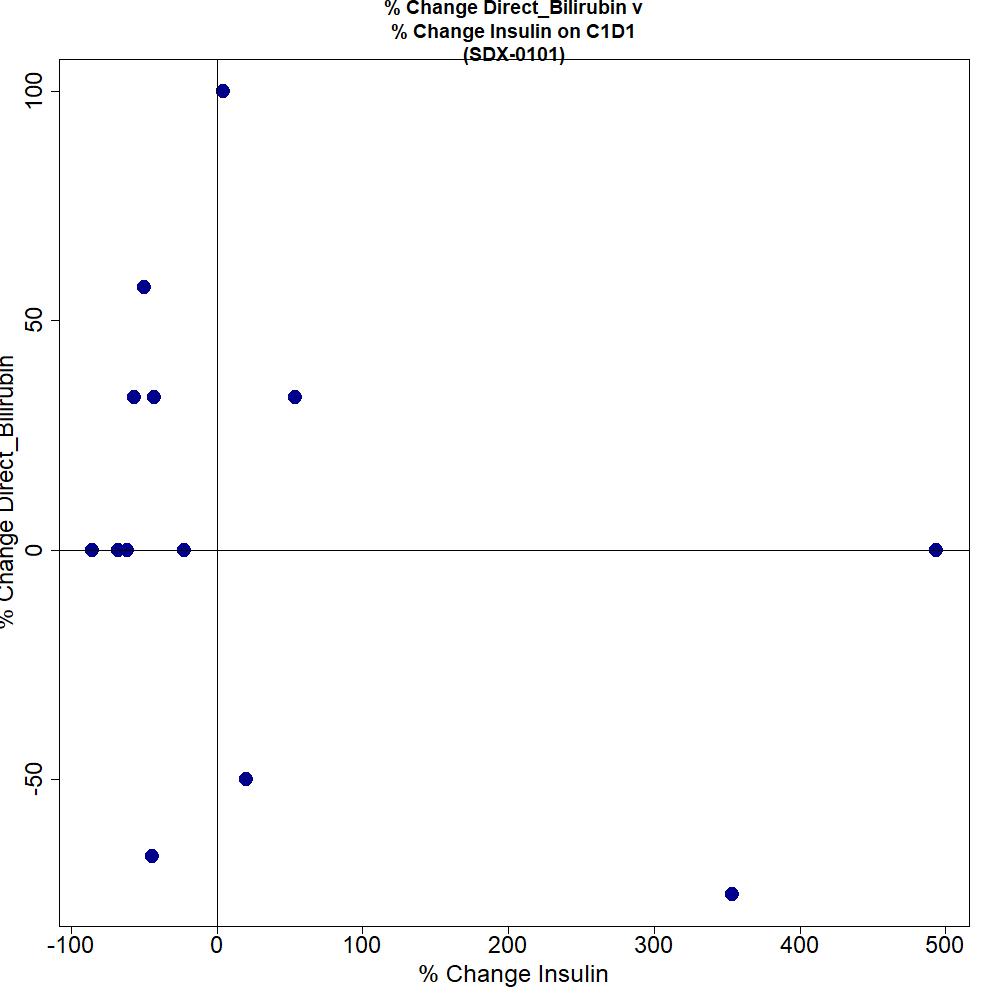 % Change Direct_Bilirubin v
% Change Insulin on C1D1
(SDX-0101)
100
50
0
-50
% Change Direct_Bilirubin
-100 0 100 200 300 400 500
% Change Insulin